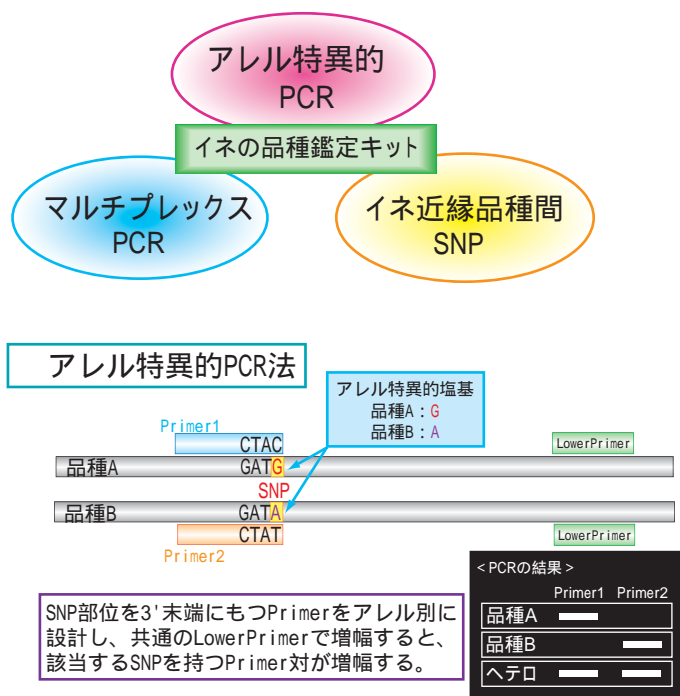 アレル特異的
PCR
イネの品種鑑定キット
マルチプレックス
PCR
イネ近縁品種間
SNP
アレル特異的PCR法
アレル特異的塩基
品種A：G
品種B：A
Primer1
CTAC
LowerPrimer
品種A
GATG
SNP
品種B
GATA
CTAT
LowerPrimer
Primer2
<PCRの結果>
Primer1 Primer2
品種A
品種B
ヘテロ
SNP部位を3'末端にもつPrimerをアレル別に
設計し、共通のLowerPrimerで増幅すると、
該当するSNPを持つPrimer対が増幅する。